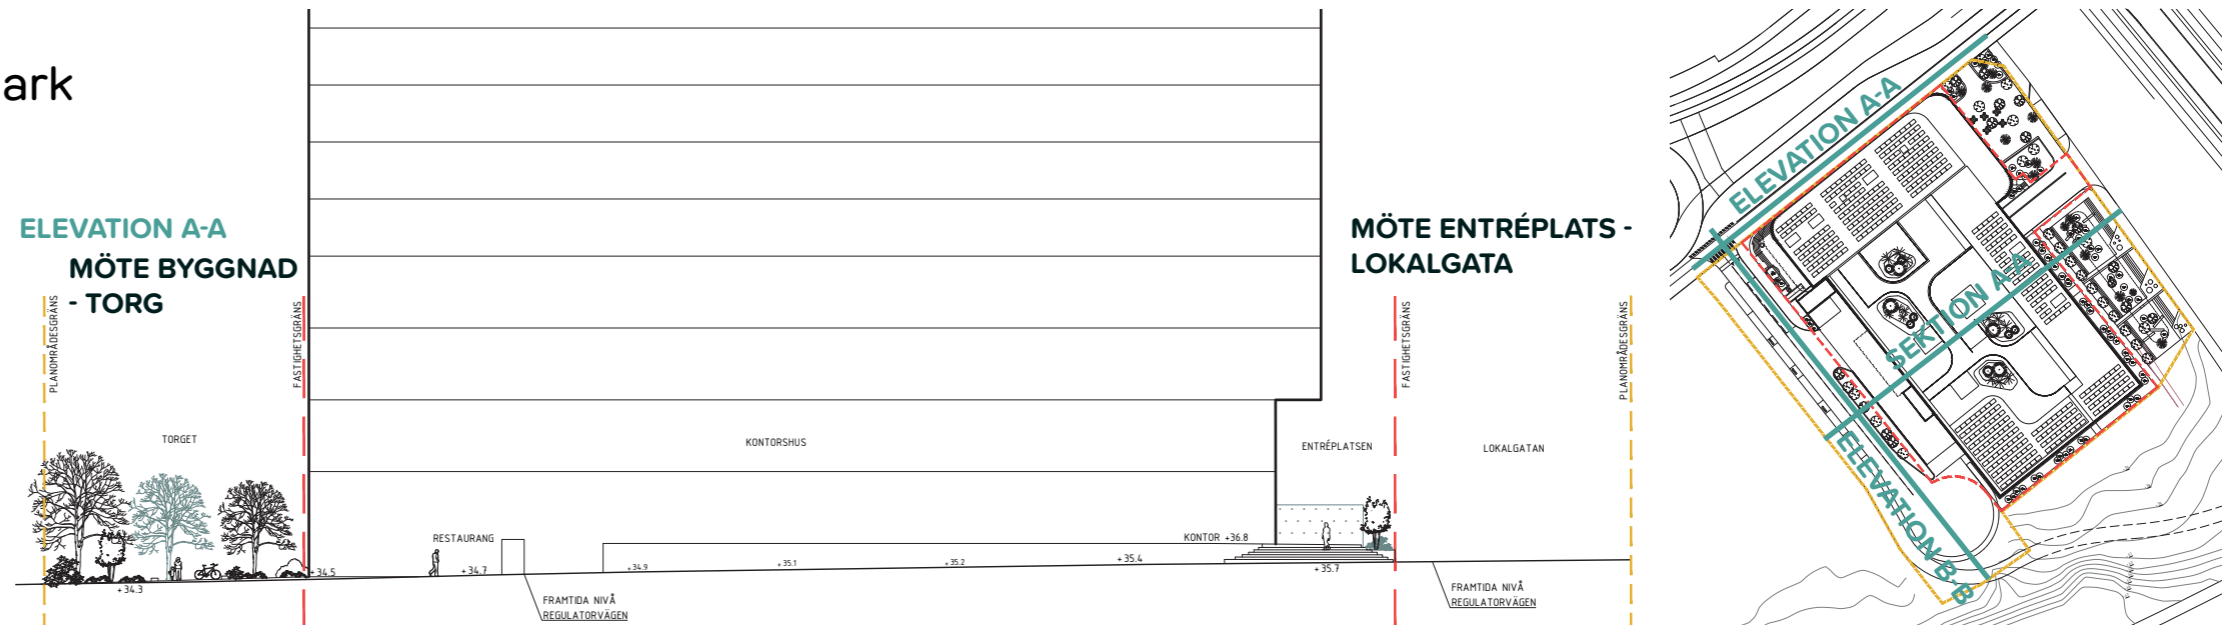 ark
ELEVATION A-A
MÖTE BYGGNAD
- TORG
PLANOMRÅDESGRÄNS
FASTIGHETSGRÄNS
TORGET
KONTORSHUS
ENTRÉPLATSEN
LOKALGATAN
MÖTE ENTRÉPLATS -
LOKALGATA
FASTIGHETSGRÄNS
PLANOMRÅDESGRÄNS
RESTAURANG
KONTOR +36.8
+34.3
+34.5
+34.7
+34.9
+35.1
+35.2
+35.4
+35.7
FRAMTIDA NIVÅ
REGULATORVÄGEN
FRAMTIDA NIVÅ
REGULATORVÄGEN
ELEVATION A-A
SEKTION A-A
ELEVATION B-B